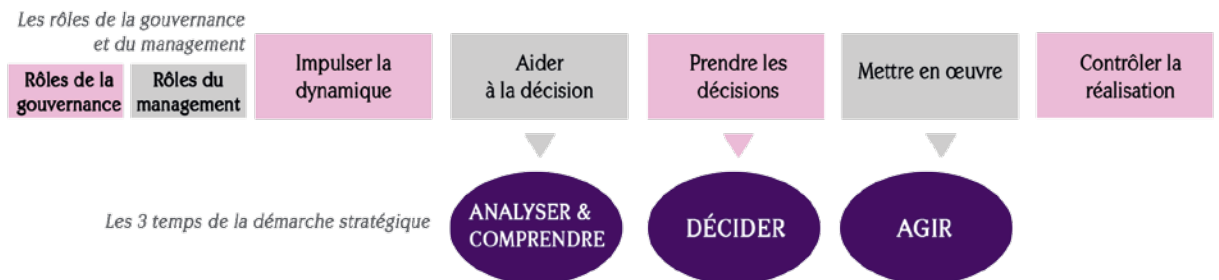 Les rôles de la gouvernance
et du management
Rôles de la
gouvernance
Rôles du
management
Impulser la
dynamique
Aider
à la décision
Prendre les
décisions
Mettre en œuvre
Contrôler la
réalisation
Les 3 temps de la démarche stratégique
ANALYSER &
COMPRENDRE
DÉCIDER
AGIR